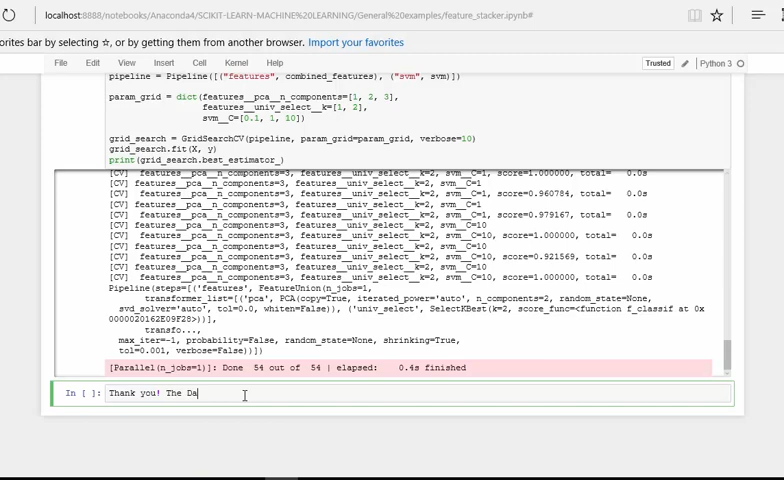 localhost:8888/notebooks/Anaconda4/SCIKIT-LEARN-MACHINE%20LEARNING/General%20examples/feature_stacker.ipynb#
orites bar by selecting ☆, or by getting them from another browser. Import your favorites
File Edit View Insert Cell Kernel Help Trusted Python 3
pipeline = Pipeline([("features", combined_features), ("svm", svm)])
param_grid = dict(features__pca__n_components=[1, 2, 3],
features__univ_select__k=[1, 2],
svm__C=[0.1, 1, 10])
grid_search = GridSearchCV(pipeline, param_grid=param_grid, verbose=10)
grid_search.fit(X, y)
print(grid_search.best_estimator_)
[CV]  features__pca__n_components=3, features__univ_select__k=2, svm__C=1, score=1.000000, total=   0.0s
[CV] features__pca__n_components=3, features__univ_select__k=2, svm__C=1
[CV]  features__pca__n_components=3, features__univ_select__k=2, svm__C=1, score=0.960784, total=   0.0s
[CV] features__pca__n_components=3, features__univ_select__k=2, svm__C=1
[CV]  features__pca__n_components=3, features__univ_select__k=2, svm__C=1, score=0.979167, total=   0.0s
[CV] features__pca__n_components=3, features__univ_select__k=2, svm__C=10
[CV]  features__pca__n_components=3, features__univ_select__k=2, svm__C=10, score=1.000000, total=   0.0s
[CV] features__pca__n_components=3, features__univ_select__k=2, svm__C=10
[CV]  features__pca__n_components=3, features__univ_select__k=2, svm__C=10, score=0.921569, total=   0.0s
[CV] features__pca__n_components=3, features__univ_select__k=2, svm__C=10
[CV]  features__pca__n_components=3, features__univ_select__k=2, svm__C=10, score=1.000000, total=   0.0s
Pipeline(steps=[('features', FeatureUnion(n_jobs=1,
transformer_list=[('pca', PCA(copy=True, iterated_power='auto', n_components=2, random_state=None,
svd_solver='auto', tol=0.0, whiten=False)), ('univ_select', SelectKBest(k=2, score_func=<function f_classif at 0x
0000020162E09F28>))],
transfo...,
max_iter=-1, probability=False, random_state=None, shrinking=True,
tol=0.001, verbose=False))])
[Parallel(n_jobs=1)]: Done  54 out of  54 | elapsed:    0.4s finished
In [ ]: Thank you! The Da